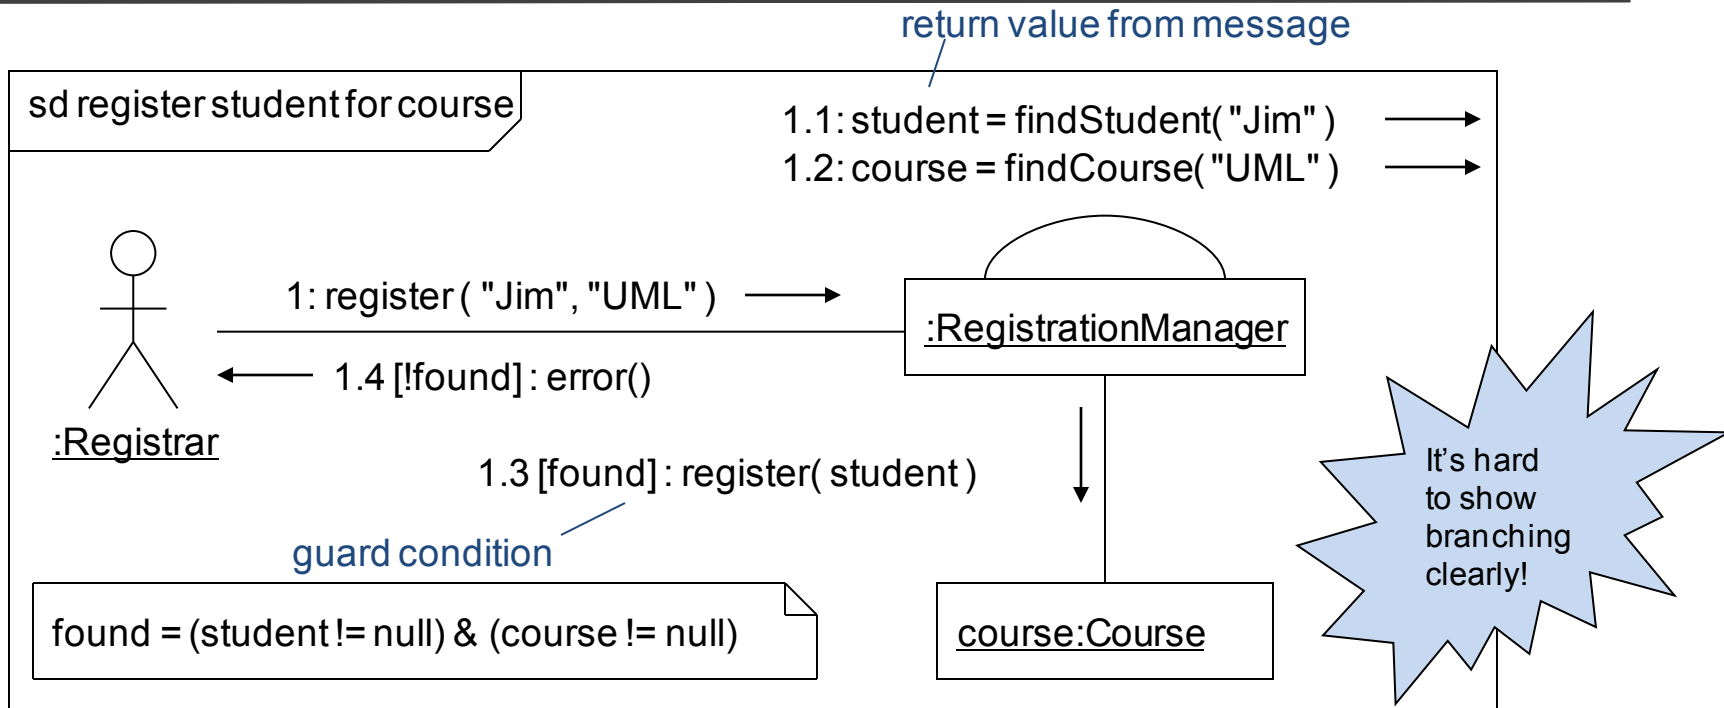 return value from message
sd register student for course
1.1: student = findStudent( "Jim" )
1.2: course = findCourse( "UML" )
1: register ( "Jim", "UML" )
:RegistrationManager
1.4 [!found] : error()
:Registrar
1.3 [found] : register( student )
guard condition
It's hard
to show
branching
clearly!
found = (student != null) & (course != null)
course:Course